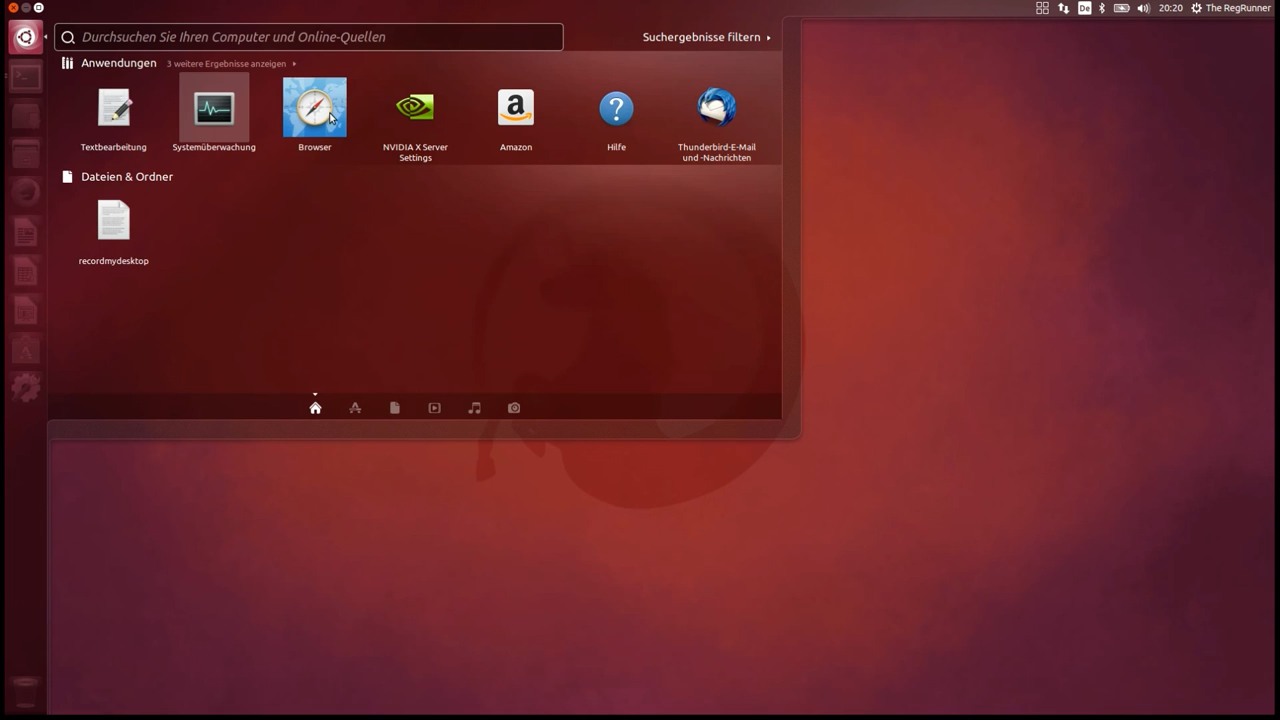 De
20:20
The RegRunner
Durchsuchen Sie Ihren Computer und Online-Quellen
Suchergebnisse filtern
Anwendungen
3 weitere Ergebnisse anzeigen
Textbearbeitung
Systemüberwachung
Browser
NVIDIA X Server
Settings
Amazon
Hilfe
Thunderbird-E-Mail
und -Nachrichten
Dateien & Ordner
recordmydesktop